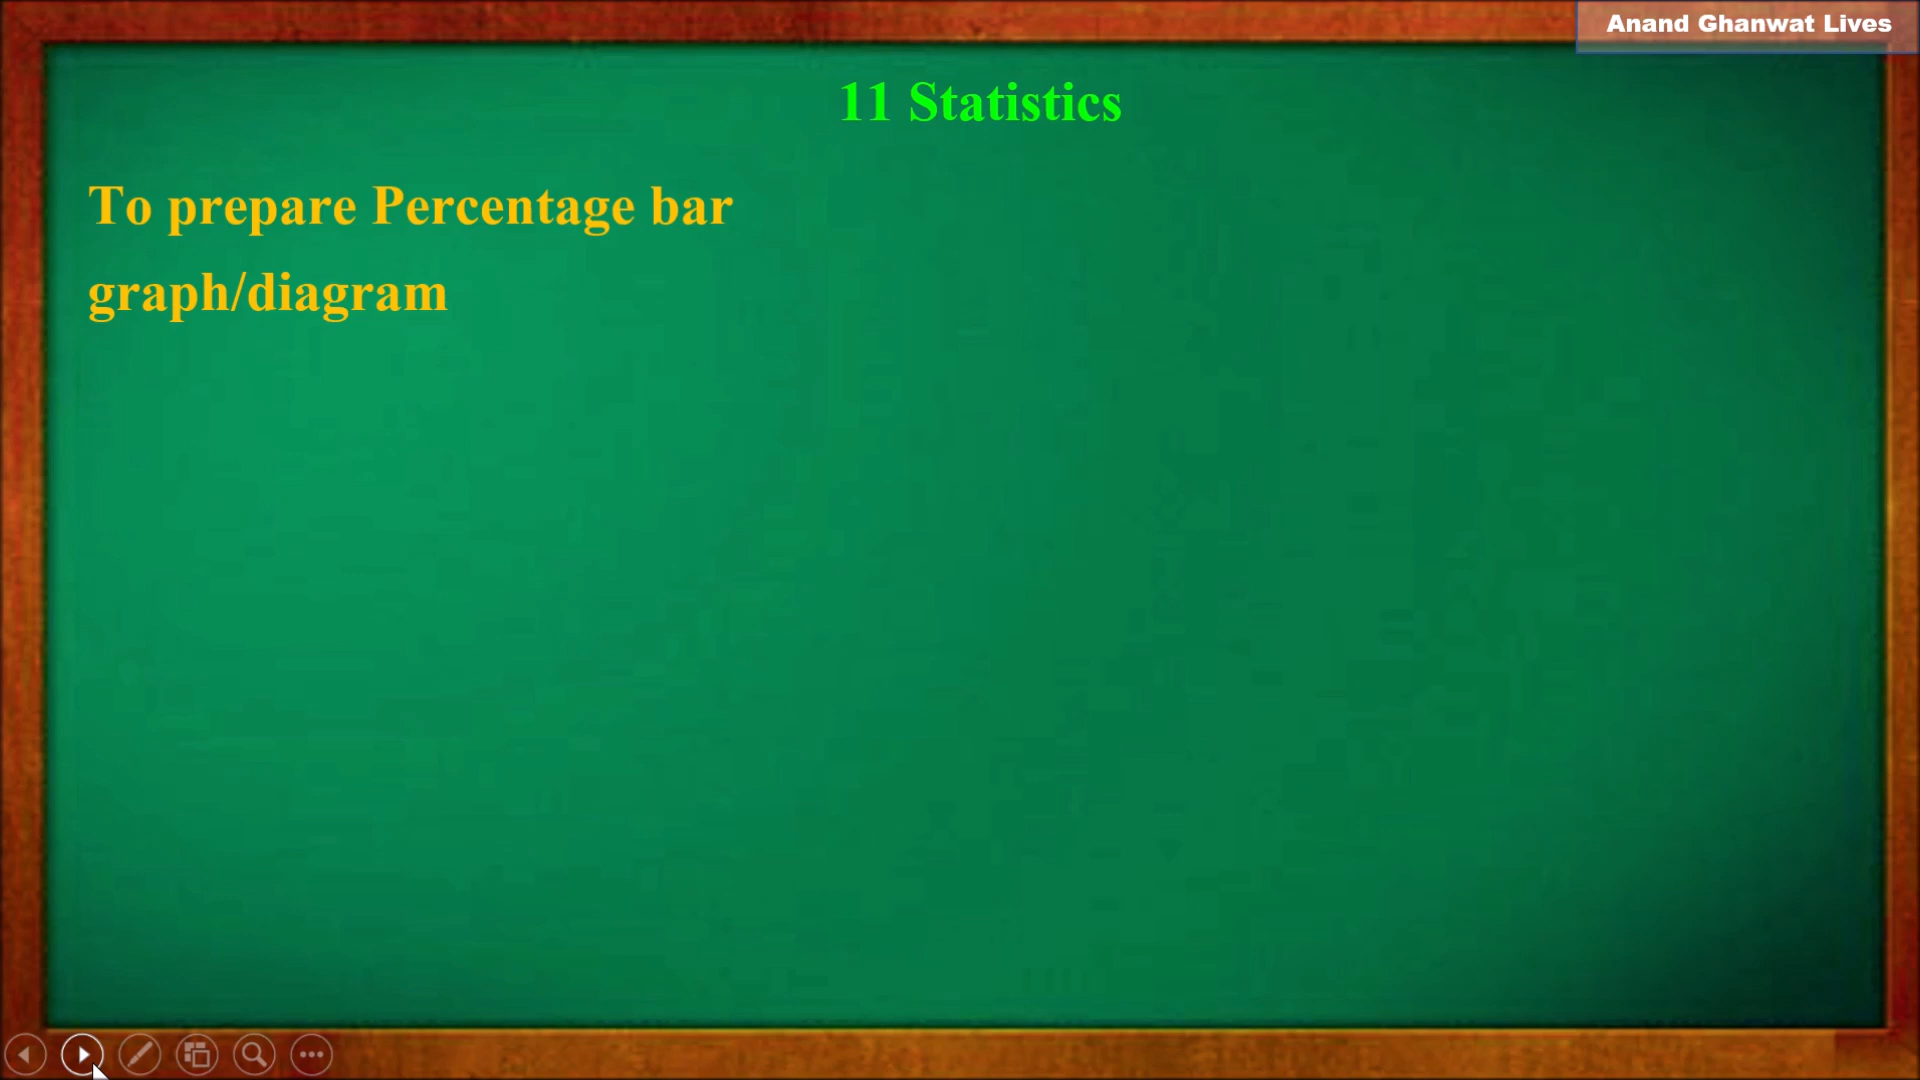 Anand Ghanwat Lives
11 Statistics
To prepare Percentage bar
graph/diagram